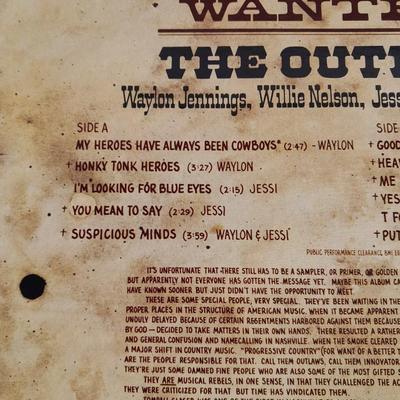 WANTE
THE OUT
Waylon Jennings, Willie Nelson, Jess
SIDE A
SIDE
MY HEROES HAVE ALWAYS BEEN COWBOYS* (2:47) - WAYLON
† HONKY TONK HEROES (3:27) WAYLON
I'M LOOKING FOR BLUE EYES (2:15) JESSI
† YOU MEAN TO SAY (2:29) JESSI
† SUSPICIOUS MINDS (3:59) WAYLON & JESSI
† GOOD
† HEA
† ME
† YES
T FO
† PUT
PUBLIC PERFORMANCE CLEARANCE, BMI EX
IT'S UNFORTUNATE THAT THERE STILL HAS TO BE A SAMPLER, OR PRIMER, OR GOLDEN
BUT APPARENTLY NOT EVERYONE HAS GOTTEN THE MESSAGE YET. MAYBE THIS ALBUM CA
HAVE KNOWN SOONER BUT JUST DIDN'T HAVE THE OPPORTUNITY TO MEET.
THESE ARE SOME SPECIAL PEOPLE, VERY SPECIAL. THEY'VE BEEN WAITING IN THE
PROPER PLACES IN THE STRUCTURE OF AMERICAN MUSIC. WHEN IT BECAME APPARENT
UNDULY DELAYED BECAUSE OF CERTAIN REGENTMENTS HARBORED AGAINST THEM BECAUSE
BY GOD — DECIDED TO TAKE MATTERS IN THEIR OWN HANDS. THERE RESULTED A RATHER
AND GENERAL CONFUSION AND NAMECALLING IN NASHVILLE. WHEN THE SMOKE CLEARED
A MAJOR SHIFT IN COUNTRY MUSIC. "PROGRESSIVE COUNTRY" (FOR WANT OF A BETTER T
ARE THE PEOPLE RESPONSIBLE FOR THAT. CALL THEM OUTLAWS, CALL THEM INNOVATOR
THEY'RE JUST SOME DAMNED FINE PEOPLE WHO ARE ALSO SOME OF THE MOST GIFTED S
THEY ARE MUSICAL REBELS, IN ONE SENSE, IN THAT THEY CHALLENGED THE AC
THEY WERE CRITICIZED FOR THAT BUT TIME HAS VINDICATED THEM.